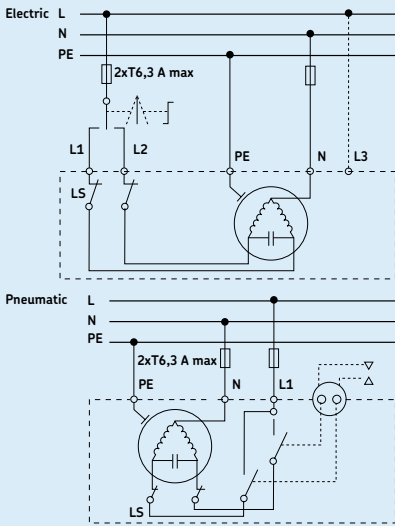 Electric L
N
PE
2xT6,3 A max
L1 L2 PE N L3
LS
Pneumatic L
N
PE
2xT6,3 A max
PE N L1
LS